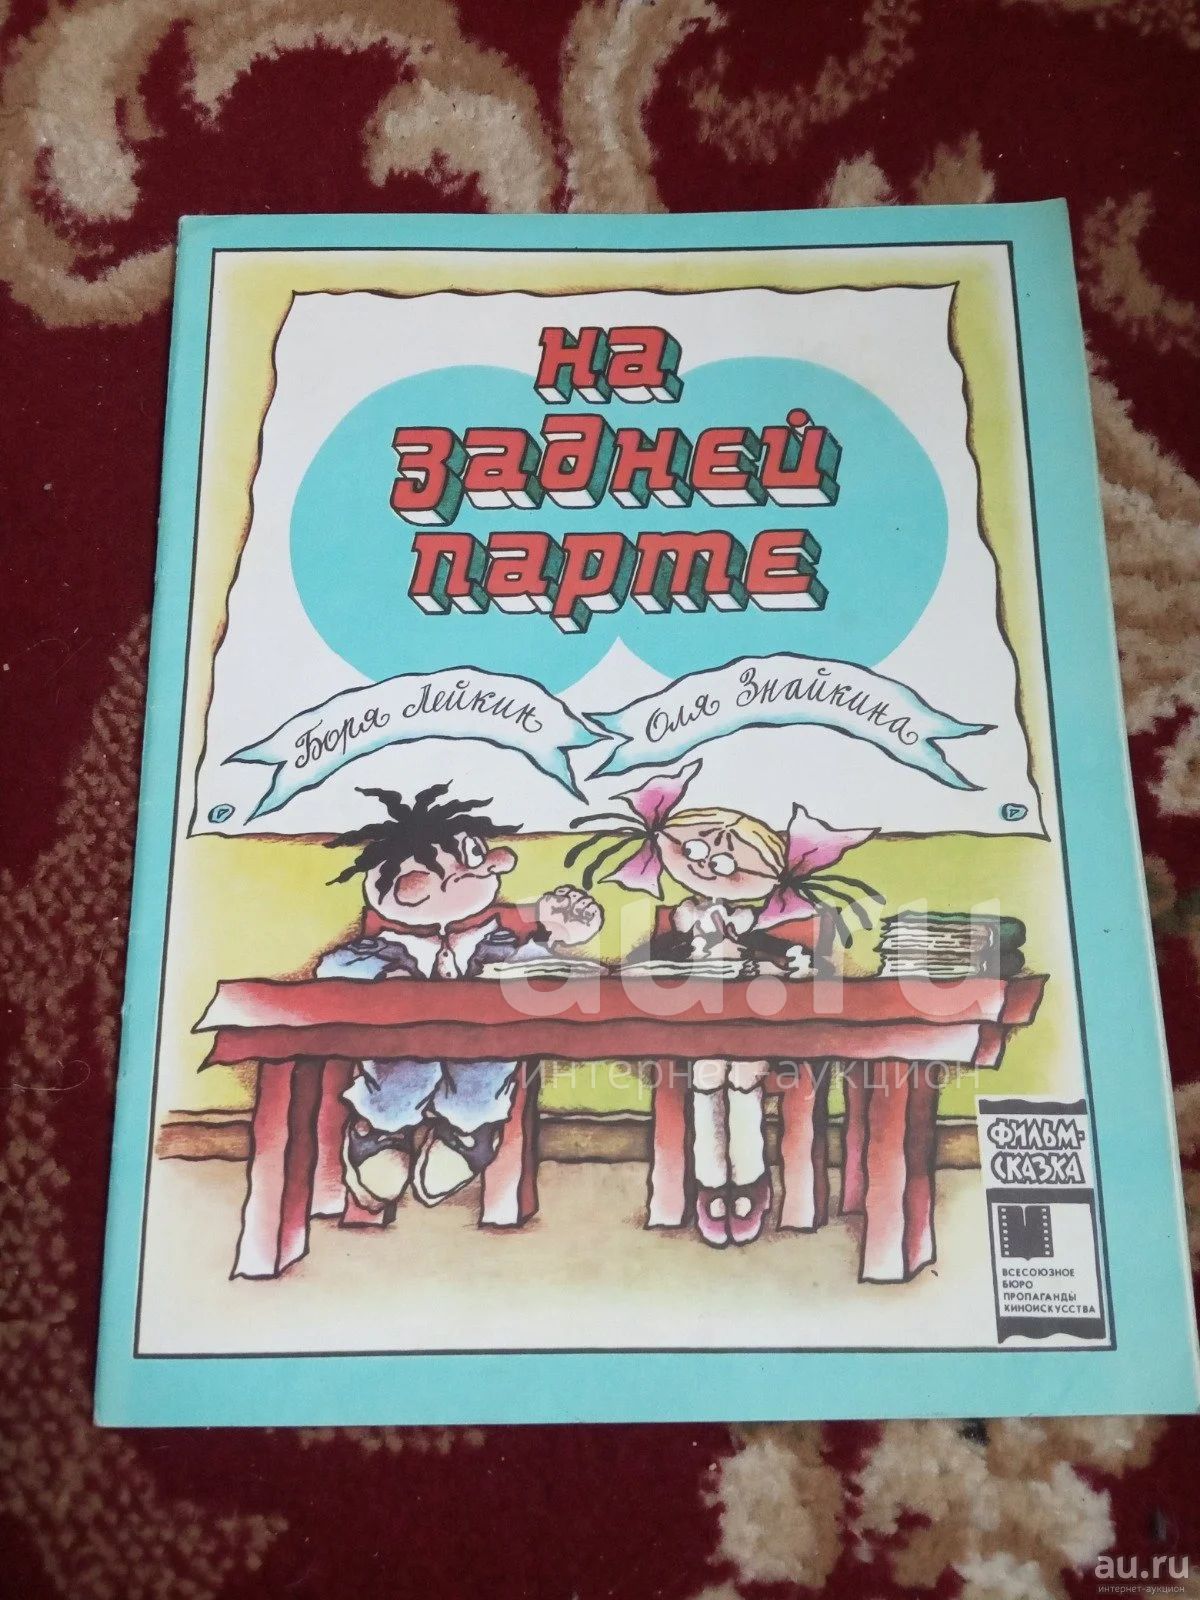 на
задней
парте
Боря Лейкин
Оля Знайкина
au.ru
интернет-аукцион
ФИЛЬМ-
СКАЗКА
ВСЕСОЮЗНОЕ
БЮРО
ПРОПАГАНДЫ
КИНОИСКУССТВА
au.ru
интернет-аукцион